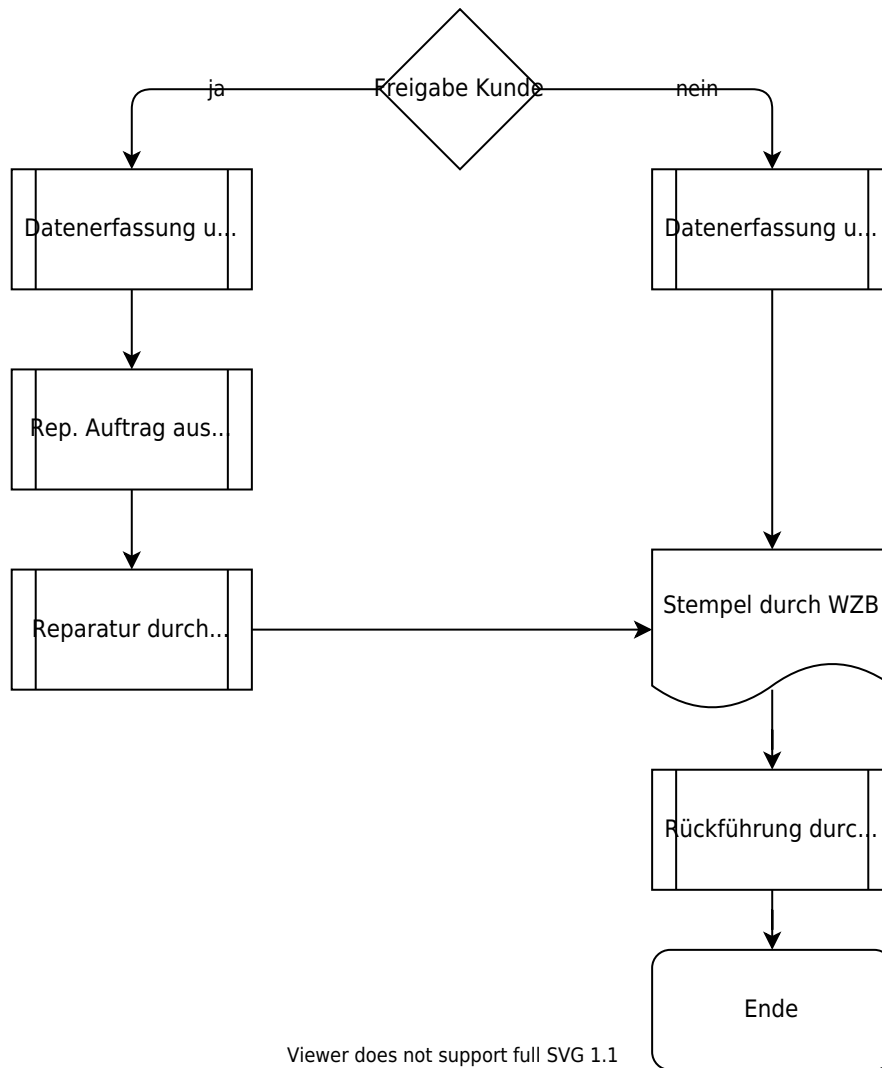 Freigabe Kunde
ja
nein
Datenerfassung u...
Datenerfassung u...
Rep. Auftrag aus...
Stempel durch WZB
Reparatur durch...
Rückführung durc...
Ende
Viewer does not support full SVG 1.1